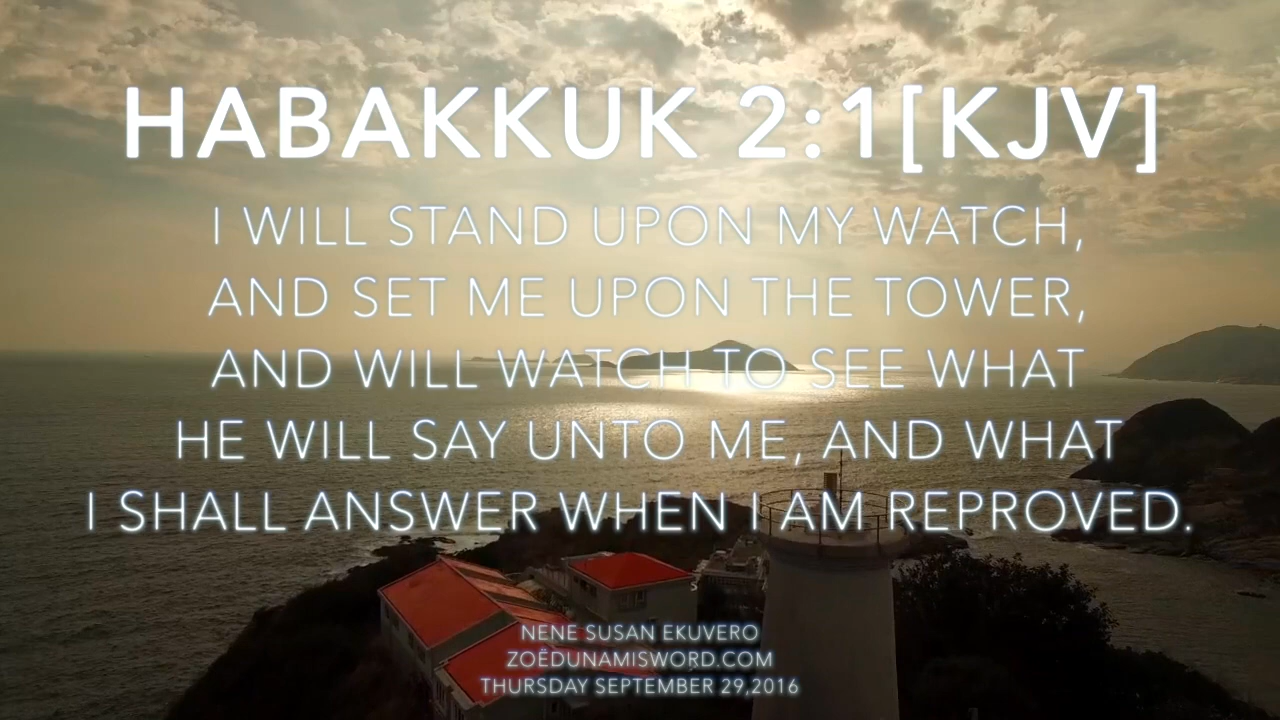 HABAKKUK 2:1[KJV]
I WILL STAND UPON MY WATCH,
AND SET ME UPON THE TOWER,
AND WILL WATCH TO SEE WHAT
HE WILL SAY UNTO ME, AND WHAT
I SHALL ANSWER WHEN I AM REPROVED.
NENE SUSAN EKUVERO
ZOËDUNAMISWORD.COM
THURSDAY SEPTEMBER 29,2016